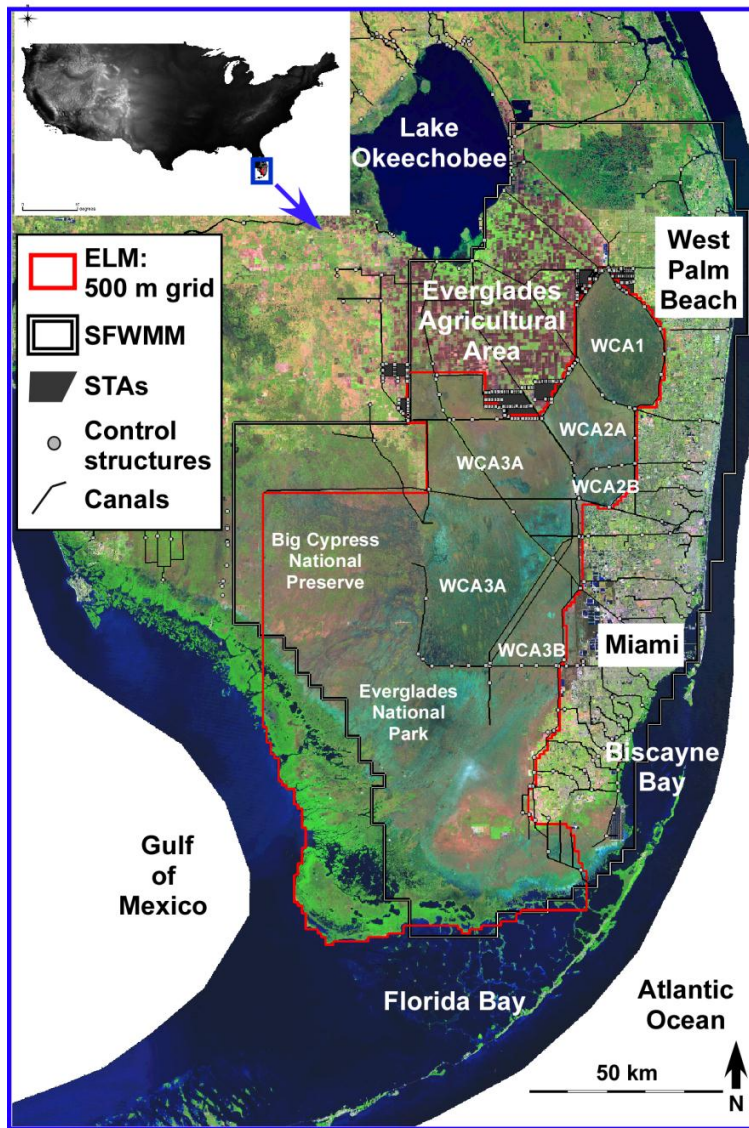 Lake
Okeechobee
ELM:
500 m grid
SFWMM
STAs
Control
structures
Canals
Everglades
Agricultural
Area
West
Palm
Beach
WCA1
WCA2A
WCA3A
WCA2B
Big Cypress
National
Preserve
WCA3A
WCA3B
Miami
Everglades
National
Park
Biscayne
Bay
Gulf
of
Mexico
Florida Bay
Atlantic
Ocean
50 km
N